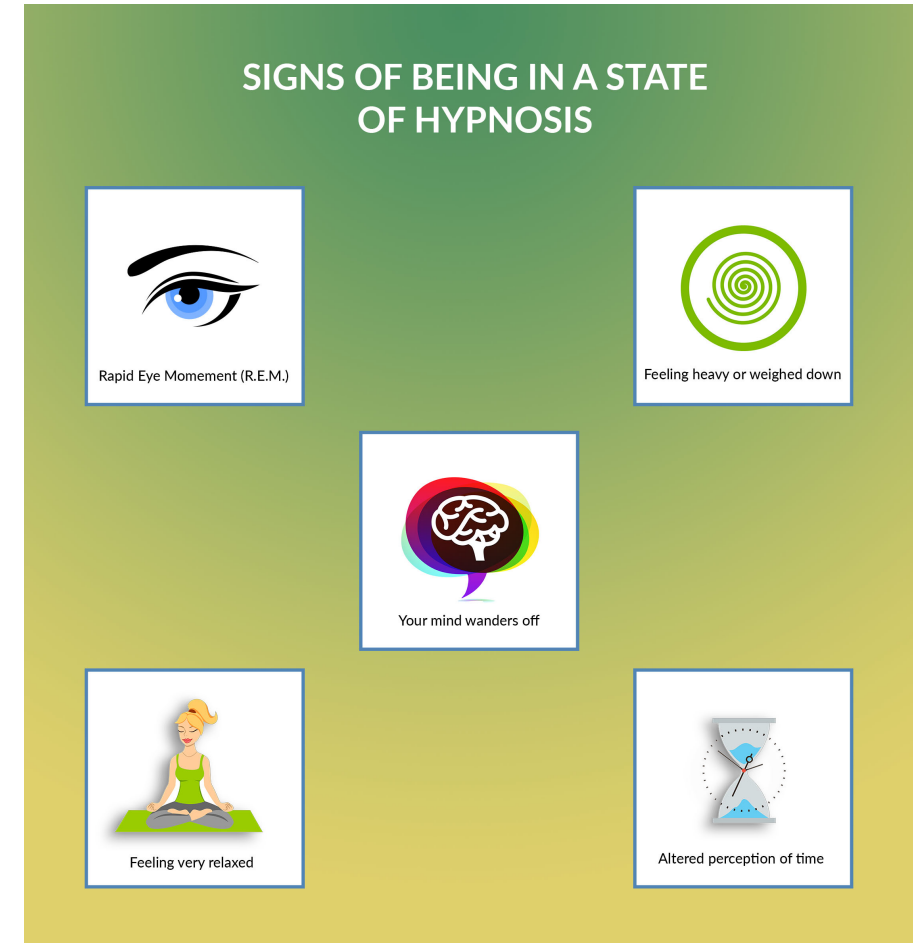 SIGNS OF BEING IN A STATE
OF HYPNOSIS
Rapid Eye Momement (R.E.M.)
Feeling heavy or weighed down
Your mind wanders off
Feeling very relaxed
Altered perception of time